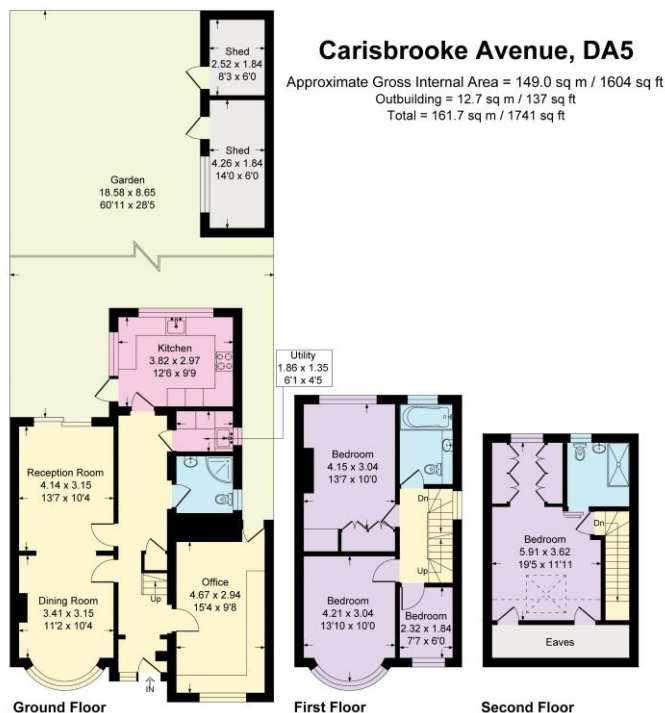 Carisbrooke Avenue, DA5
Approximate Gross Internal Area = 149.0 sq m / 1604 sq ft
Outbuilding = 12.7 sq m / 137 sq ft
Total = 161.7 sq m / 1741 sq ft
Shed
2.52 x 1.84
8'3 x 6'0
Shed
4.26 x 1.84
14'0 x 6'0
Garden
18.58 x 8.65
60'11 x 28'5
Kitchen
3.82 x 2.97
12'6 x 9'9
Utility
1.86 x 1.35
6'1 x 4'5
Reception Room
4.14 x 3.15
13'7 x 10'4
Dining Room
3.41 x 3.15
11'2 x 10'4
Up
Office
4.67 x 2.94
15'4 x 9'8
IN
Ground Floor
Bedroom
4.15 x 3.04
13'7 x 10'0
Dn
Up
Bedroom
4.21 x 3.04
13'10 x 10'0
Bedroom
2.32 x 1.84
7'7 x 6'0
First Floor
Dn
Bedroom
5.91 x 3.62
19'5 x 11'11
Eaves
Second Floor